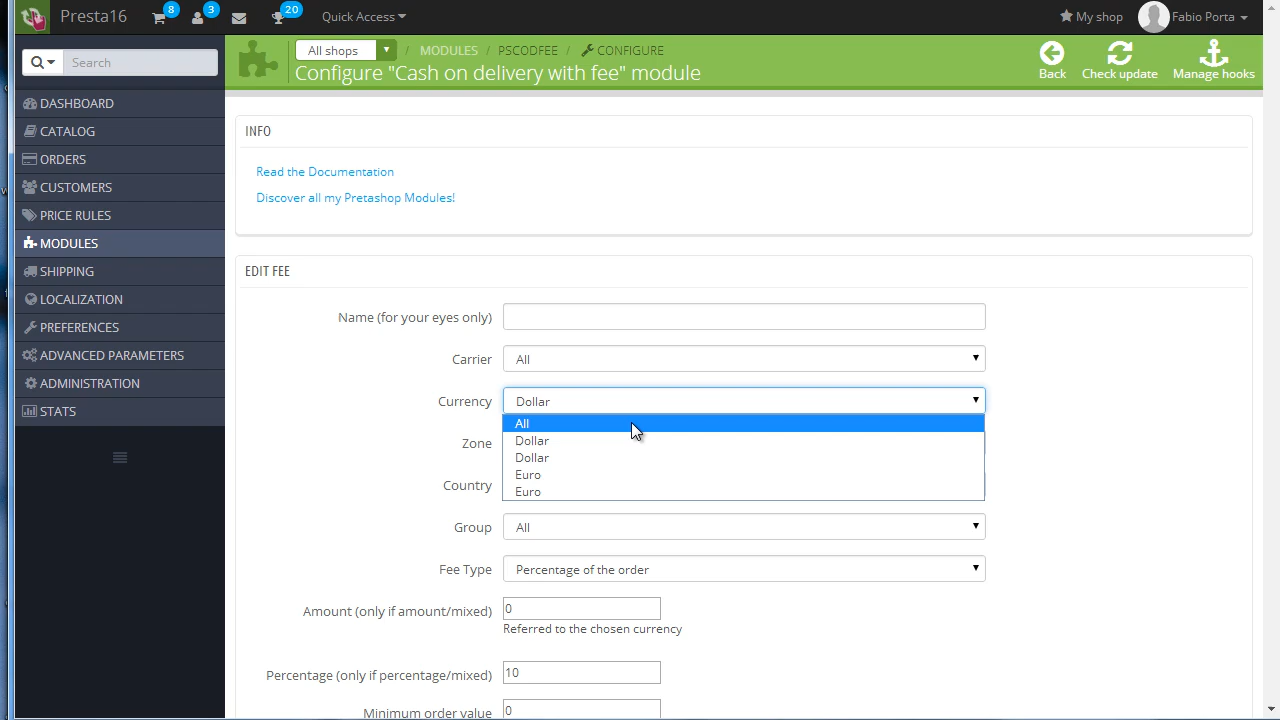 Presta16 8 3 20 Quick Access My shop Fabio Porta
Search
DASHBOARD
CATALOG
ORDERS
CUSTOMERS
PRICE RULES
MODULES
SHIPPING
LOCALIZATION
PREFERENCES
ADVANCED PARAMETERS
ADMINISTRATION
STATS
All shops / MODULES / PSCODFEE / CONFIGURE
Configure "Cash on delivery with fee" module
Back Check update Manage hooks
INFO
Read the Documentation
Discover all my Pretashop Modules!
EDIT FEE
Name (for your eyes only)
Carrier All
Currency Dollar
All
Dollar
Dollar
Euro
Euro
Zone
Country
Group All
Fee Type Percentage of the order
Amount (only if amount/mixed) 0
Referred to the chosen currency
Percentage (only if percentage/mixed) 10
Minimum order value 0